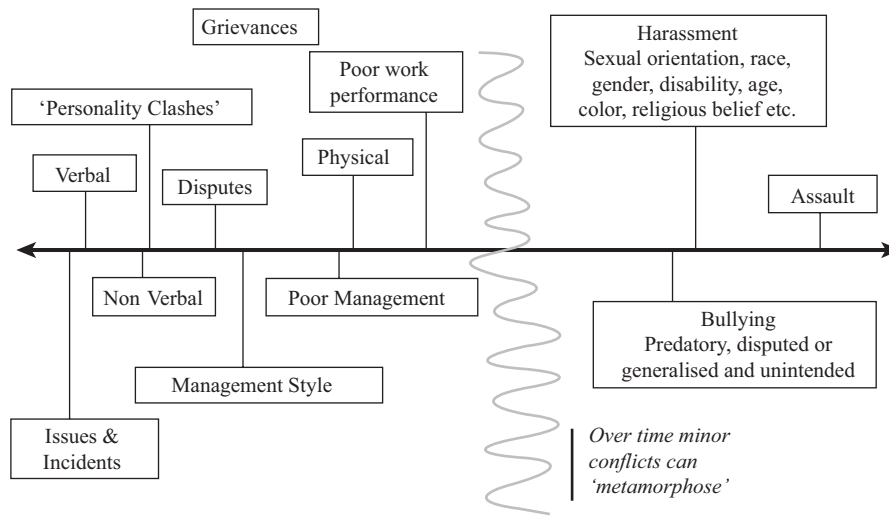 Grievances
Harassment
Sexual orientation, race,
gender, disability, age,
color, religious belief etc.
Poor work
performance
‘Personality Clashes’
Verbal
Disputes
Physical
Assault
Non Verbal
Poor Management
Bullying
Predatory, disputed or
generalised and unintended
Management Style
Issues &
Incidents
Over time minor
conflicts can
‘metamorphose’